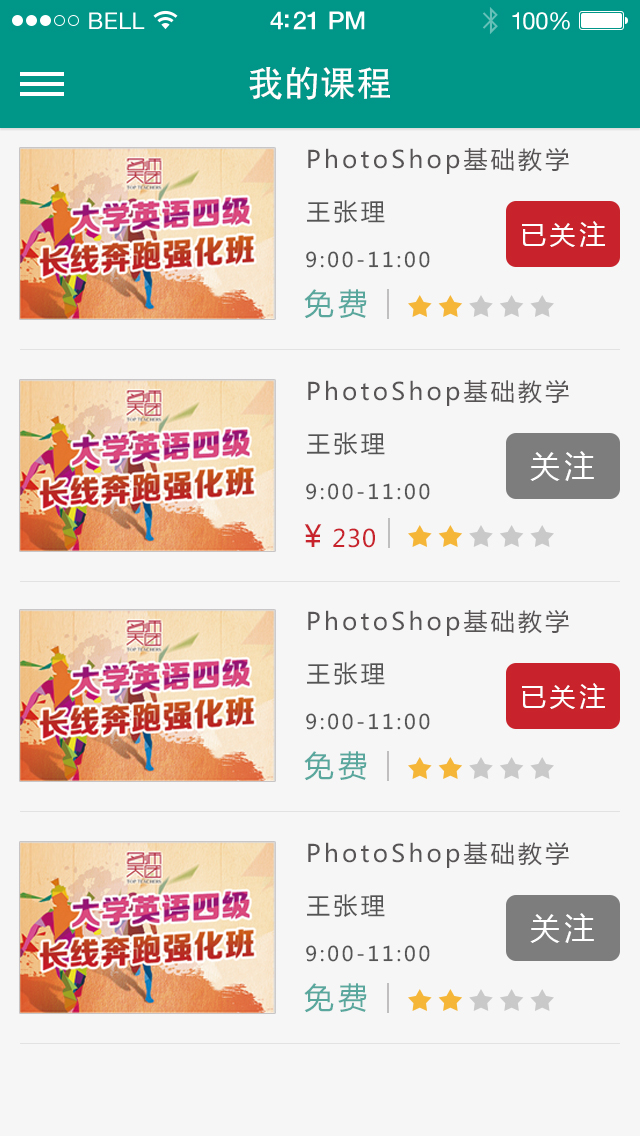 BELL 4:21 PM 100%
我的课程
名师天团
TOP TEACHERS
大学英语四级
长线奔跑强化班
PhotoShop基础教学
王张理
已关注
9:00-11:00
免费
名师天团
TOP TEACHERS
大学英语四级
长线奔跑强化班
PhotoShop基础教学
王张理
关注
9:00-11:00
¥ 230
名师天团
TOP TEACHERS
大学英语四级
长线奔跑强化班
PhotoShop基础教学
王张理
已关注
9:00-11:00
免费
名师天团
TOP TEACHERS
大学英语四级
长线奔跑强化班
PhotoShop基础教学
王张理
关注
9:00-11:00
免费